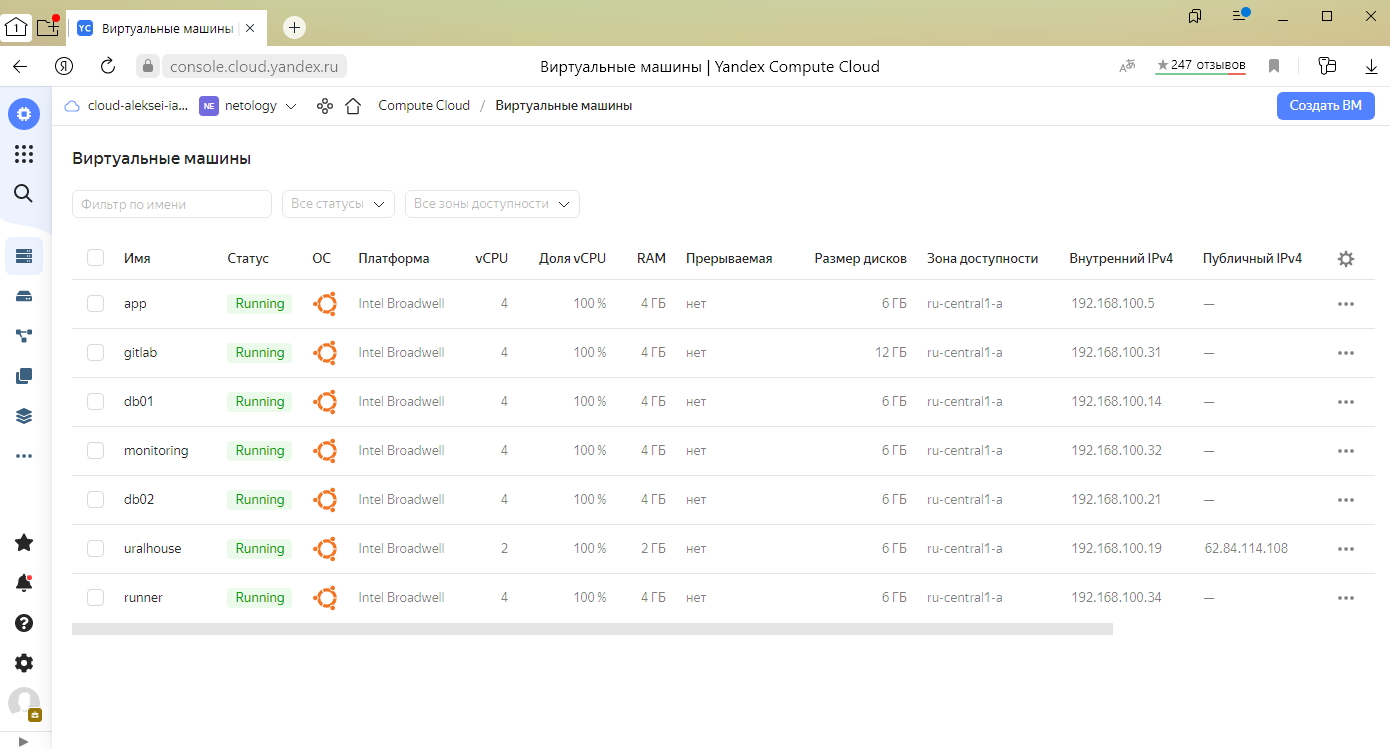 1
YC Виртуальные машины
console.cloud.yandex.ru
Виртуальные машины | Yandex Compute Cloud
★ 247 отзывов
cloud-aleksei-ia... NE netology Compute Cloud / Виртуальные машины
Создать ВМ
Виртуальные машины
Фильтр по имени Все статусы Все зоны доступности
Имя Статус ОС Платформа vCPU Доля vCPU RAM Прерываемая Размер дисков Зона доступности Внутренний IPv4 Публичный IPv4
app Running Intel Broadwell 4 100 % 4 ГБ нет 6 ГБ ru-central1-a 192.168.100.5 —
gitlab Running Intel Broadwell 4 100 % 4 ГБ нет 12 ГБ ru-central1-a 192.168.100.31 —
db01 Running Intel Broadwell 4 100 % 4 ГБ нет 6 ГБ ru-central1-a 192.168.100.14 —
monitoring Running Intel Broadwell 4 100 % 4 ГБ нет 6 ГБ ru-central1-a 192.168.100.32 —
db02 Running Intel Broadwell 4 100 % 4 ГБ нет 6 ГБ ru-central1-a 192.168.100.21 —
uralhouse Running Intel Broadwell 2 100 % 2 ГБ нет 6 ГБ ru-central1-a 192.168.100.19 62.84.114.108
runner Running Intel Broadwell 4 100 % 4 ГБ нет 6 ГБ ru-central1-a 192.168.100.34 —